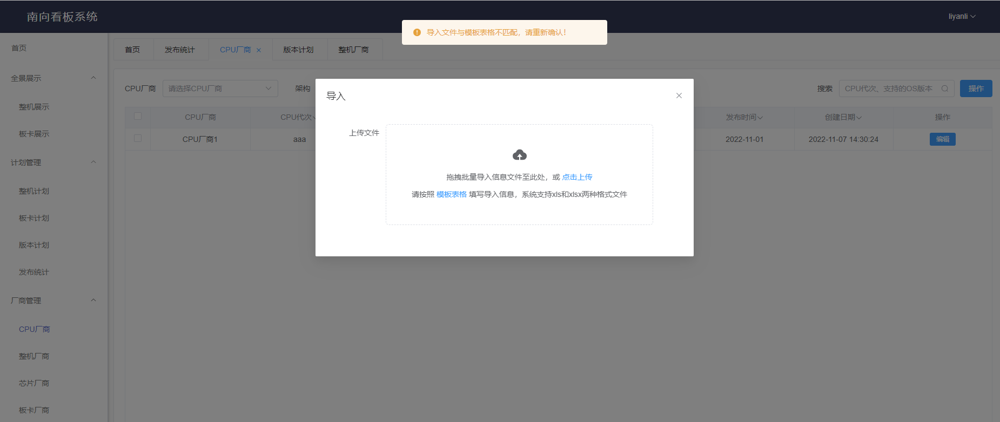 南向看板系统
liyanli
导入文件与模板表格不匹配，请重新确认！
首页
全景展示
整机展示
板卡展示
计划管理
整机计划
板卡计划
版本计划
发布统计
厂商管理
CPU厂商
整机厂商
芯片厂商
板卡厂商
首页 发布统计 CPU厂商 版本计划 整机厂商
CPU厂商 请选择CPU厂商 架构 搜索 CPU代次、支持的OS版本 操作
CPU厂商 CPU代次 发布时间 创建日期 操作
CPU厂商1 aaa 2022-11-01 2022-11-07 14:30:24 编辑
导入
上传文件
拖拽批量导入信息文件至此处，或 点击上传
请按照 模板表格 填写导入信息，系统支持xls和xlsx两种格式文件